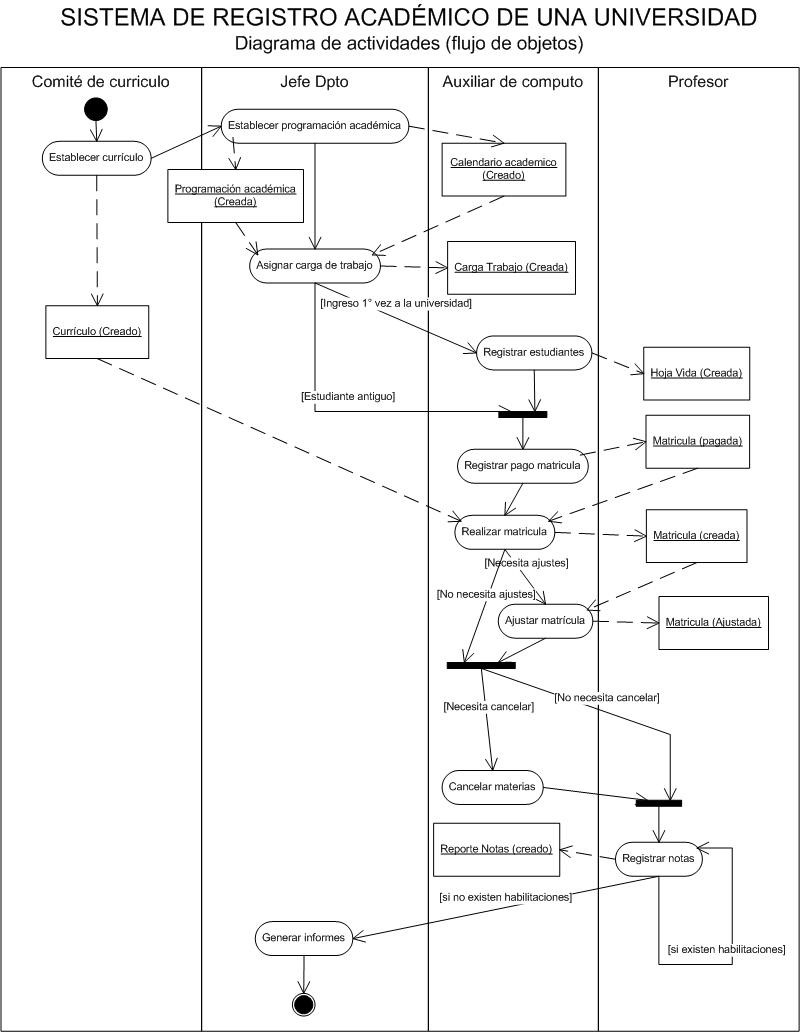 SISTEMA DE REGISTRO ACADÉMICO DE UNA UNIVERSIDAD
Diagrama de actividades (flujo de objetos)
Comité de curriculo
Jefe Dpto
Auxiliar de computo
Profesor
Establecer programación académica
Establecer currículo
Calendario academico
(Creado)
Programación académica
(Creada)
Asignar carga de trabajo
Carga Trabajo (Creada)
[Ingreso 1° vez a la universidad]
Currículo (Creado)
Registrar estudiantes
Hoja Vida (Creada)
[Estudiante antiguo]
Matricula (pagada)
Registrar pago matricula
Realizar matricula
Matricula (creada)
[Necesita ajustes]
[No necesita ajustes]
Ajustar matrícula
Matricula (Ajustada)
[No necesita cancelar]
[Necesita cancelar]
Cancelar materias
Reporte Notas (creado)
Registrar notas
[si no existen habilitaciones]
Generar informes
[si existen habilitaciones]